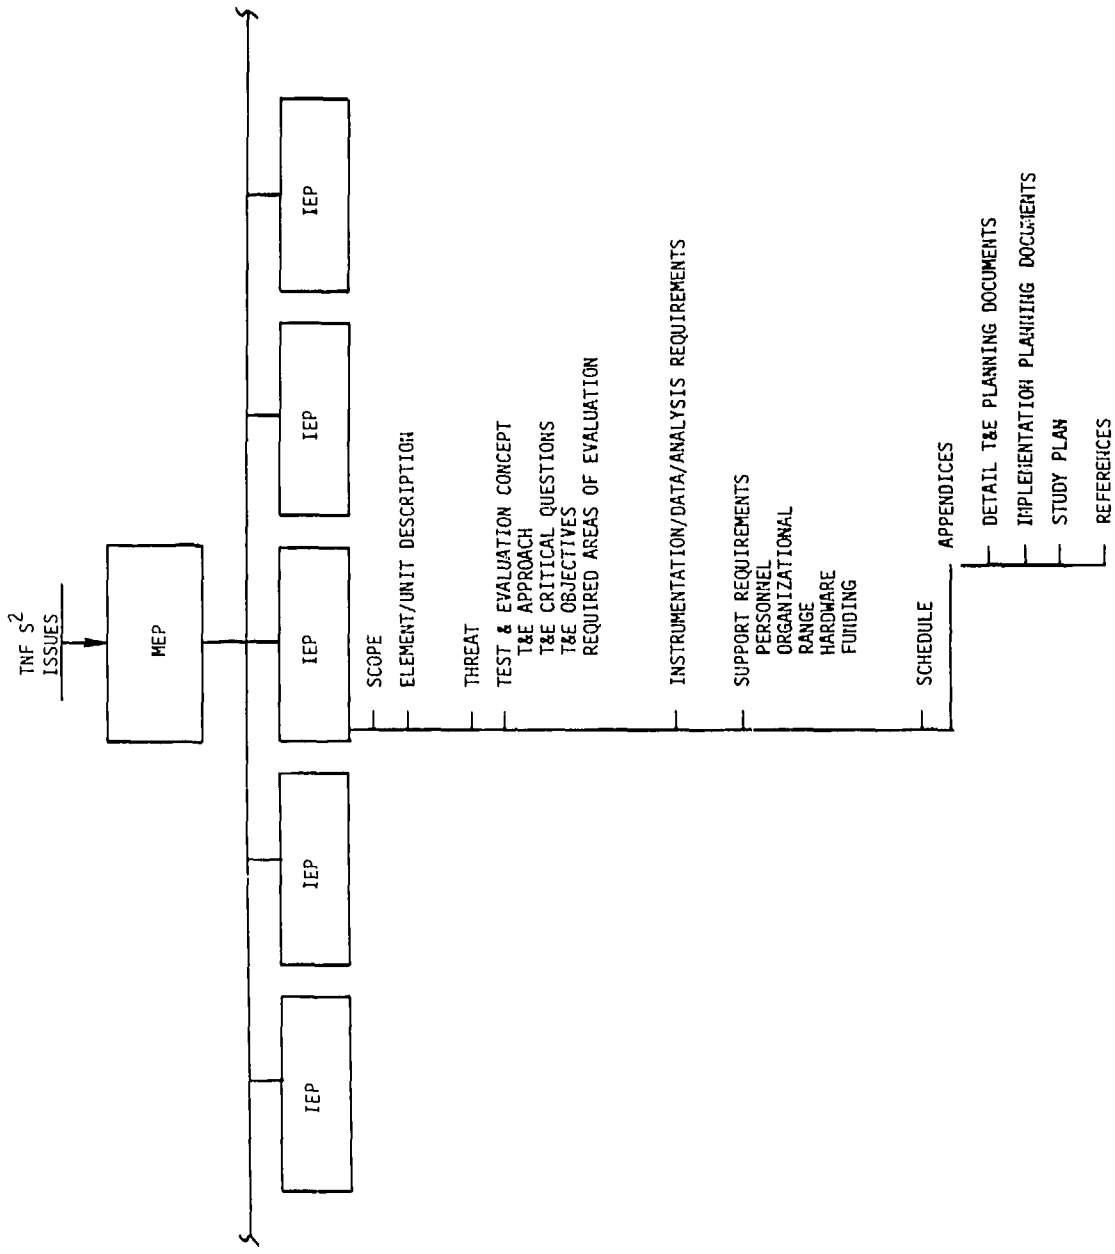 TNF S²
ISSUES
MEP
IEP
IEP
IEP
IEP
IEP
SCOPE
ELEMENT/UNIT DESCRIPTION
THREAT
TEST & EVALUATION CONCEPT
T&E APPROACH
T&E CRITICAL QUESTIONS
T&E OBJECTIVES
REQUIRED AREAS OF EVALUATION
INSTRUMENTATION/DATA/ANALYSIS REQUIREMENTS
SUPPORT REQUIREMENTS
PERSONNEL
ORGANIZATIONAL
RANGE
HARDWARE
FUNDING
SCHEDULE
APPENDICES
DETAIL T&E PLANNING DOCUMENTS
IMPLEMENTATION PLANNING DOCUMENTS
STUDY PLAN
REFERENCES